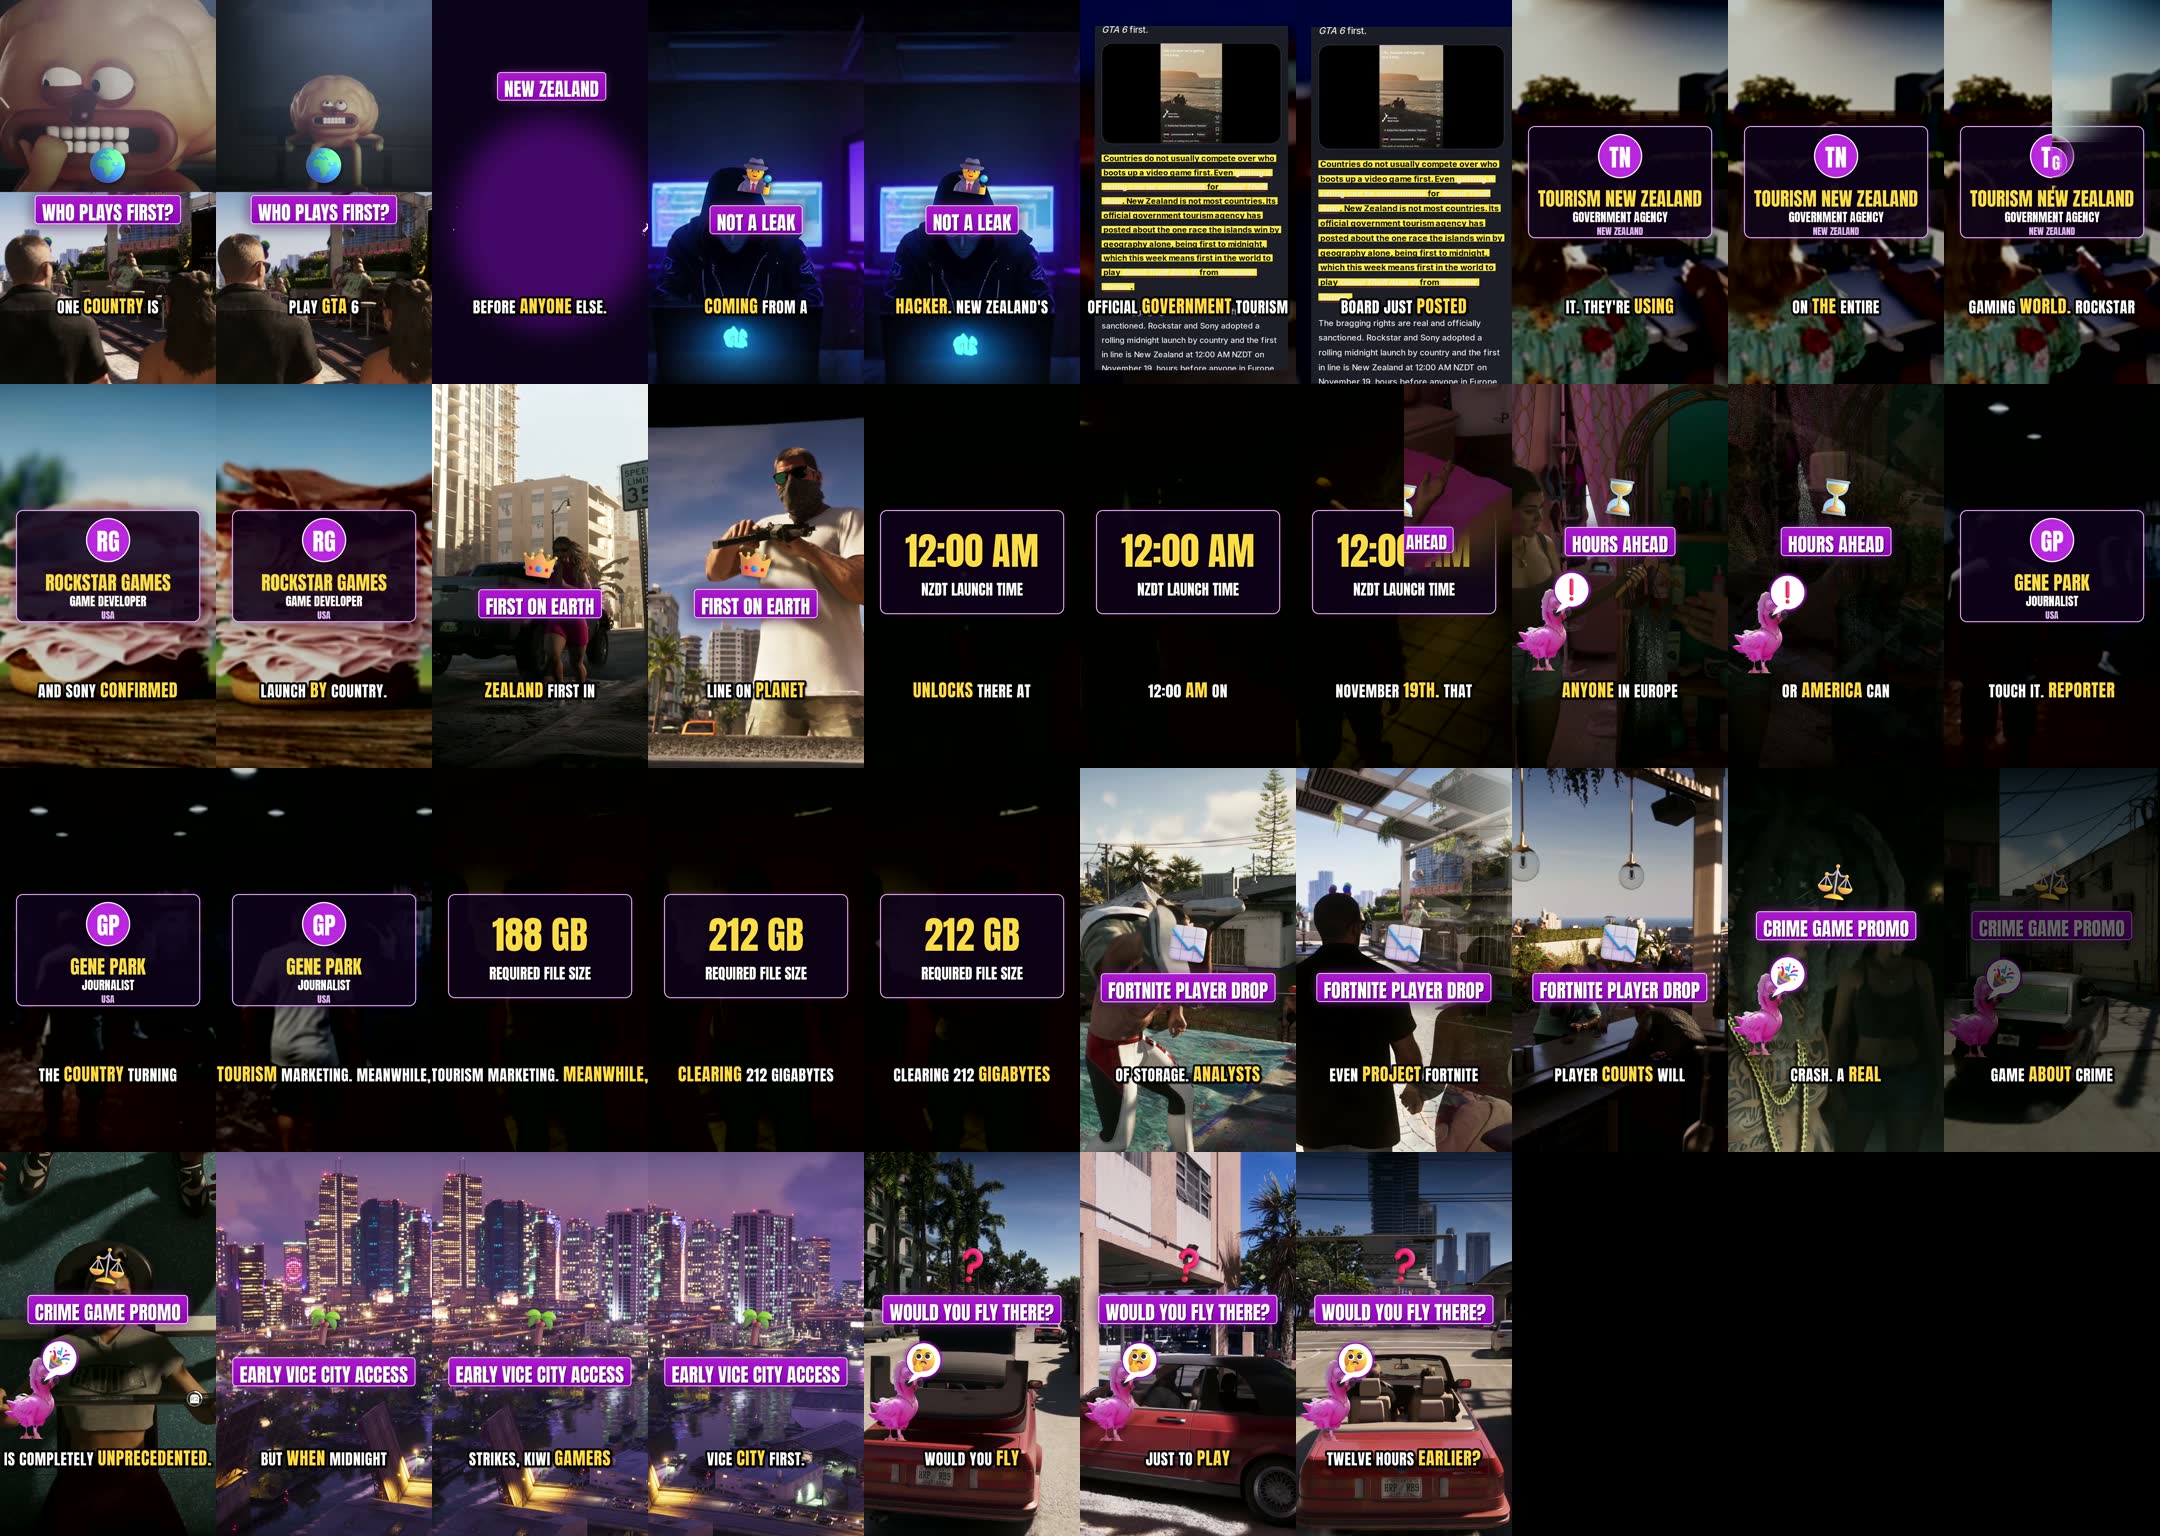 WHO PLAYS FIRST?
ONE COUNTRY IS
WHO PLAYS FIRST?
PLAY GTA 6
NEW ZEALAND
BEFORE ANYONE ELSE.
NOT A LEAK
COMING FROM A
NOT A LEAK
HACKER. NEW ZEALAND'S
GTA 6 first.
Countries do not usually compete over who
boots up a video game first. Even
for
. New Zealand is not most countries. Its
official government tourism agency has
posted about the one race the islands win by
geography alone, being first to midnight,
which this week means first in the world to
play from
OFFICIAL GOVERNMENT TOURISM
sanctioned. Rockstar and Sony adopted a
rolling midnight launch by country and the first
in line is New Zealand at 12:00 AM NZDT on
November 19, hours before anyone in Europe
GTA 6 first.
Countries do not usually compete over who
boots up a video game first. Even
for
. New Zealand is not most countries. Its
official government tourism agency has
posted about the one race the islands win by
geography alone, being first to midnight,
which this week means first in the world to
play from
BOARD JUST POSTED
The bragging rights are real and officially
sanctioned. Rockstar and Sony adopted a
rolling midnight launch by country and the first
in line is New Zealand at 12:00 AM NZDT on
November 19, hours before anyone in Europe
TN
TOURISM NEW ZEALAND
GOVERNMENT AGENCY
NEW ZEALAND
IT. THEY'RE USING
TN
TOURISM NEW ZEALAND
GOVERNMENT AGENCY
NEW ZEALAND
ON THE ENTIRE
TG
TOURISM NEW ZEALAND
GOVERNMENT AGENCY
NEW ZEALAND
GAMING WORLD. ROCKSTAR
RG
ROCKSTAR GAMES
GAME DEVELOPER
USA
AND SONY CONFIRMED
RG
ROCKSTAR GAMES
GAME DEVELOPER
USA
LAUNCH BY COUNTRY.
SPEED
LIMIT
35
FIRST ON EARTH
ZEALAND FIRST IN
FIRST ON EARTH
LINE ON PLANET
12:00 AM
NZDT LAUNCH TIME
UNLOCKS THERE AT
12:00 AM
NZDT LAUNCH TIME
12:00 AM ON
12:00 AM
AHEAD
NZDT LAUNCH TIME
NOVEMBER 19TH. THAT
HOURS AHEAD
ANYONE IN EUROPE
HOURS AHEAD
OR AMERICA CAN
GP
GENE PARK
JOURNALIST
USA
TOUCH IT. REPORTER
GP
GENE PARK
JOURNALIST
USA
THE COUNTRY TURNING
GP
GENE PARK
JOURNALIST
USA
TOURISM MARKETING. MEANWHILE,
188 GB
REQUIRED FILE SIZE
TOURISM MARKETING. MEANWHILE,
212 GB
REQUIRED FILE SIZE
CLEARING 212 GIGABYTES
212 GB
REQUIRED FILE SIZE
CLEARING 212 GIGABYTES
FORTNITE PLAYER DROP
OF STORAGE. ANALYSTS
FORTNITE PLAYER DROP
EVEN PROJECT FORTNITE
FORTNITE PLAYER DROP
PLAYER COUNTS WILL
CRIME GAME PROMO
CRASH. A REAL
CRIME GAME PROMO
GAME ABOUT CRIME
CRIME GAME PROMO
IS COMPLETELY UNPRECEDENTED.
EARLY VICE CITY ACCESS
BUT WHEN MIDNIGHT
EARLY VICE CITY ACCESS
STRIKES, KIWI GAMERS
EARLY VICE CITY ACCESS
VICE CITY FIRST.
WOULD YOU FLY THERE?
WOULD YOU FLY
WOULD YOU FLY THERE?
JUST TO PLAY
WOULD YOU FLY THERE?
TWELVE HOURS EARLIER?